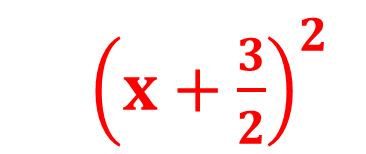 (x + 3/2)²